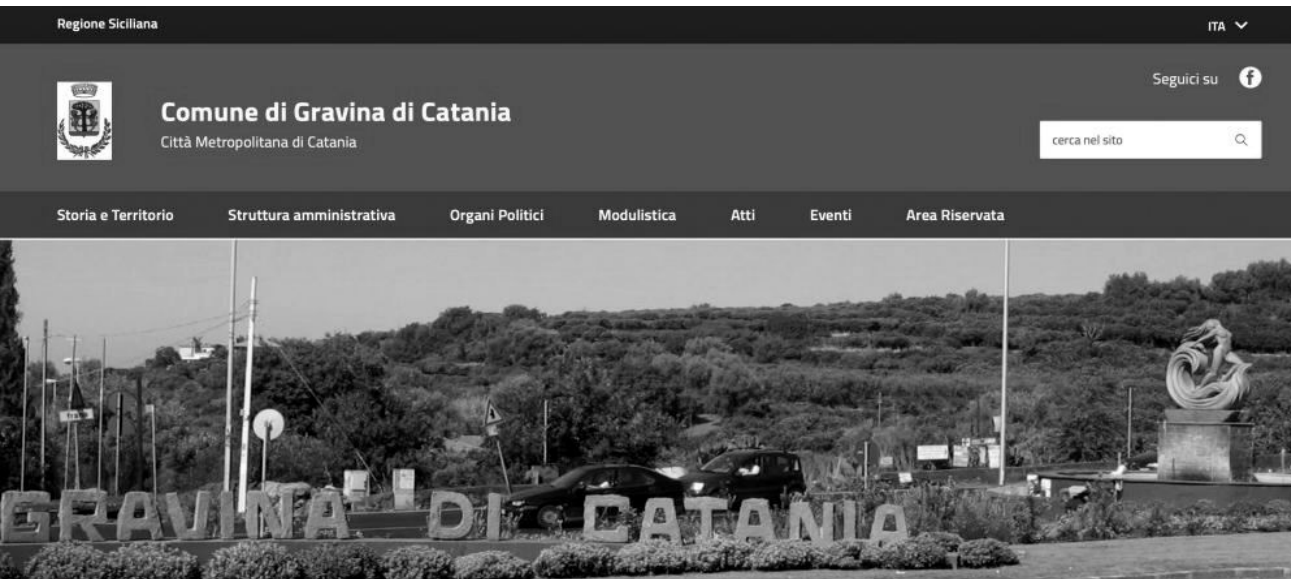 Regione Siciliana
ITA
Seguici su
Comune di Gravina di Catania
Città Metropolitana di Catania
cerca nel sito
Storia e Territorio Struttura amministrativa Organi Politici Modulistica Atti Eventi Area Riservata
GRAVINA DI CATANIA